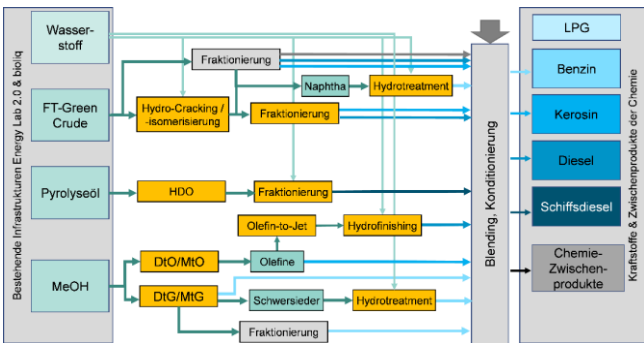 Bestehende Infrastrukturen Energy Lab 2.0 & bioliq
Wasser-
stoff
FT-Green
Crude
Pyrolyseöl
MeOH
Fraktionierung
Naphtha
Hydrotreatment
Hydro-Cracking /
-isomerisierung
Fraktionierung
HDO
Fraktionierung
Olefin-to-Jet
Hydrofinishing
DtO/MtO
Olefine
DtG/MtG
Schwersieder
Hydrotreatment
Fraktionierung
Blending, Konditionierung
LPG
Benzin
Kerosin
Diesel
Schiffsdiesel
Chemie-
Zwischen-
produkte
Kraftstoffe & Zwischenprodukte der Chemie